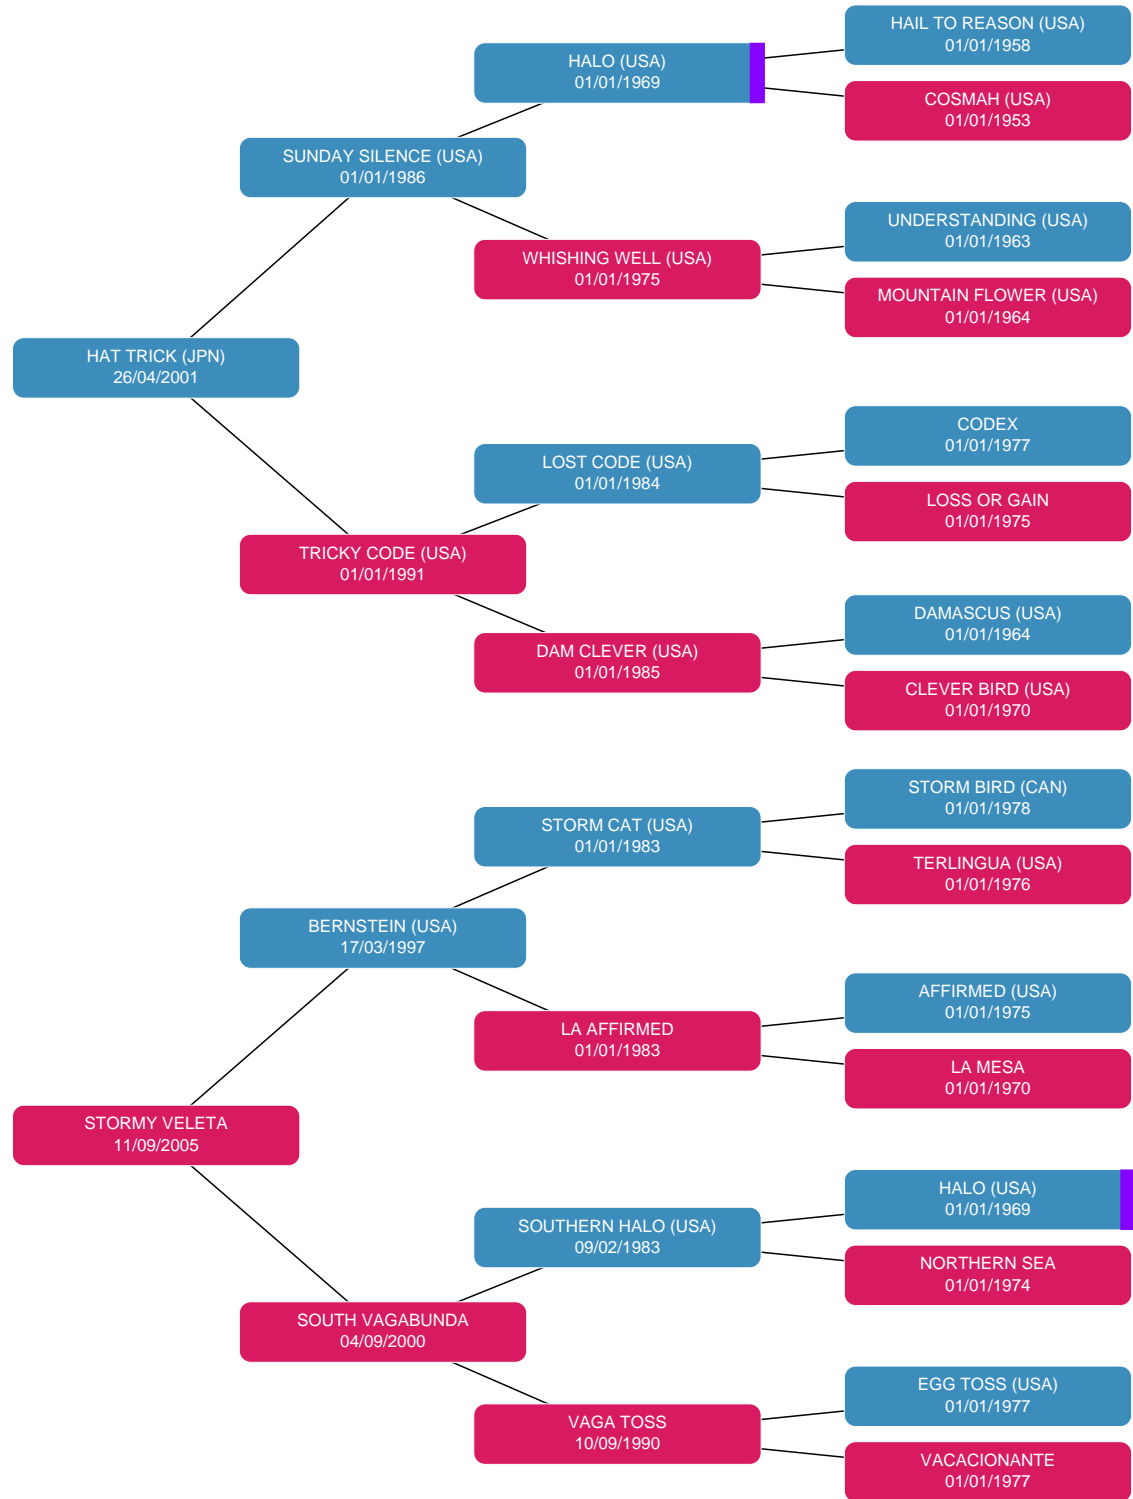 HAIL TO REASON (USA)
01/01/1958
HALO (USA)
01/01/1969
COSMAH (USA)
01/01/1953
SUNDAY SILENCE (USA)
01/01/1986
UNDERSTANDING (USA)
01/01/1963
WHISHING WELL (USA)
01/01/1975
MOUNTAIN FLOWER (USA)
01/01/1964
HAT TRICK (JPN)
26/04/2001
CODEX
01/01/1977
LOST CODE (USA)
01/01/1984
LOSS OR GAIN
01/01/1975
TRICKY CODE (USA)
01/01/1991
DAMASCUS (USA)
01/01/1964
DAM CLEVER (USA)
01/01/1985
CLEVER BIRD (USA)
01/01/1970
STORM BIRD (CAN)
01/01/1978
STORM CAT (USA)
01/01/1983
TERLINGUA (USA)
01/01/1976
BERNSTEIN (USA)
17/03/1997
AFFIRMED (USA)
01/01/1975
LA AFFIRMED
01/01/1983
LA MESA
01/01/1970
STORMY VELETA
11/09/2005
HALO (USA)
01/01/1969
SOUTHERN HALO (USA)
09/02/1983
NORTHERN SEA
01/01/1974
SOUTH VAGABUNDA
04/09/2000
EGG TOSS (USA)
01/01/1977
VAGA TOSS
10/09/1990
VACACIONANTE
01/01/1977